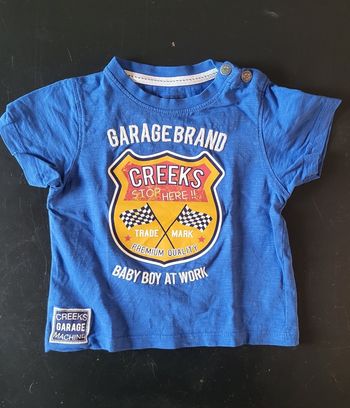 GARAGE BRAND
CREEKS
STOP HERE !!
TRADE MARK
PREMIUM QUALITY
BABY BOY AT WORK
CREEKS
GARAGE
MACHINE